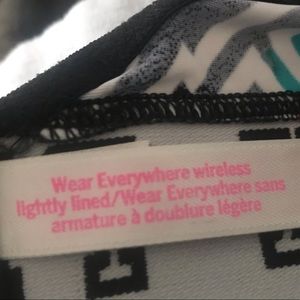 Wear Everywhere wireless
lightly lined/Wear Everywhere sans
armature à doublure légère